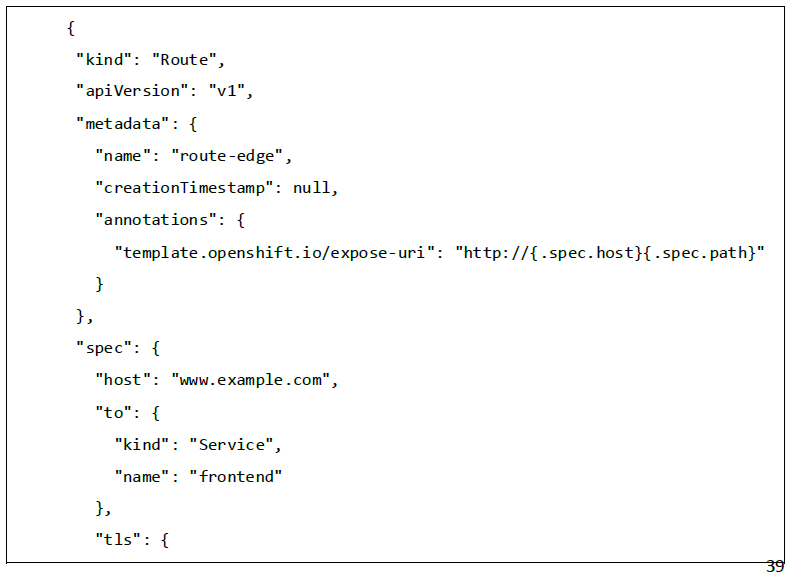 {
"kind": "Route",
"apiVersion": "v1",
"metadata": {
"name": "route-edge",
"creationTimestamp": null,
"annotations": {
"template.openshift.io/expose-uri": "http://{.spec.host}{.spec.path}"
}
},
"spec": {
"host": "www.example.com",
"to": {
"kind": "Service",
"name": "frontend"
},
"tls": {
39